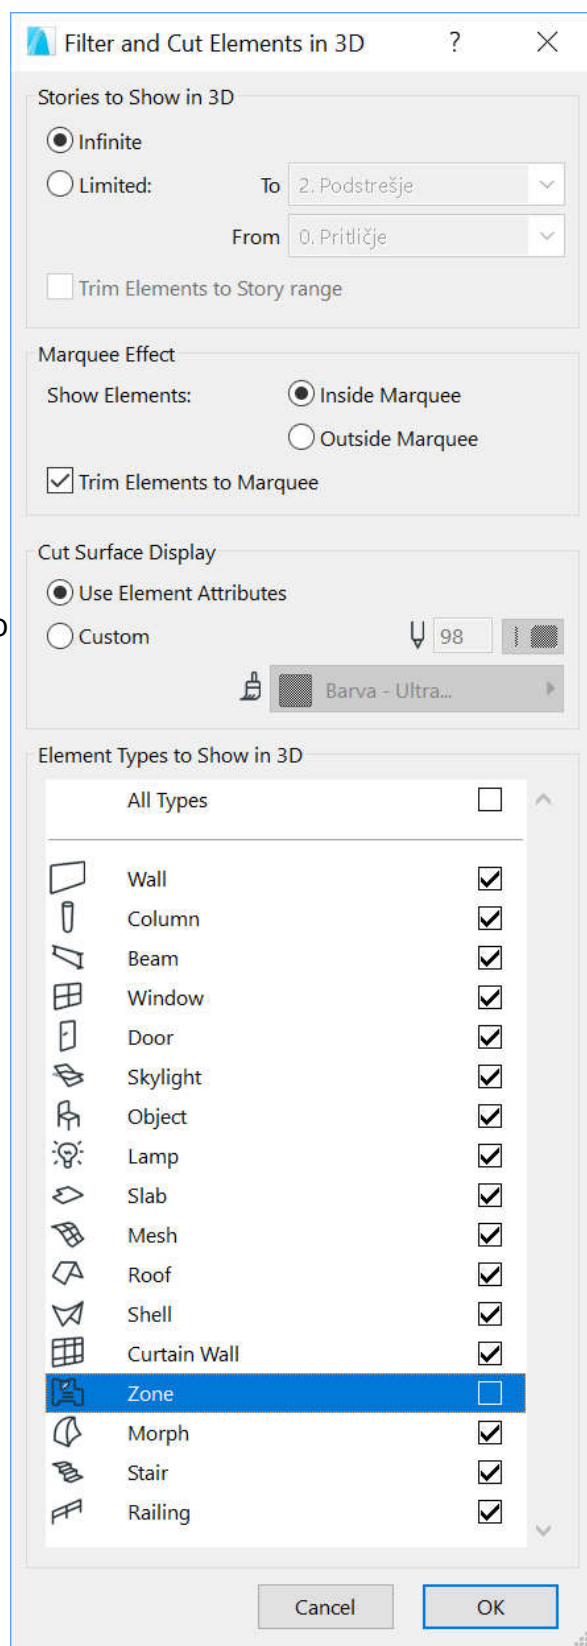 Filter and Cut Elements in 3D ?
Stories to Show in 3D
Infinite
Limited: To 2. Podstrešje
From 0. Pritličje
Trim Elements to Story range
Marquee Effect
Show Elements: Inside Marquee
Outside Marquee
Trim Elements to Marquee
Cut Surface Display
Use Element Attributes
Custom 98
Barva - Ultra...
Element Types to Show in 3D
All Types
Wall
Column
Beam
Window
Door
Skylight
Object
Lamp
Slab
Mesh
Roof
Shell
Curtain Wall
Zone
Morph
Stair
Railing
Cancel OK